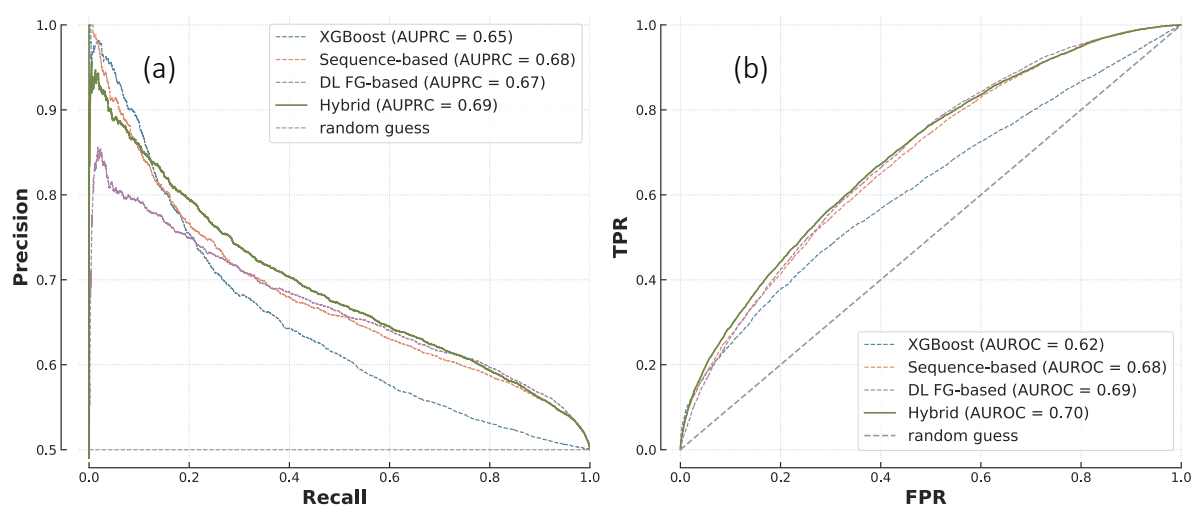 (a)
XGBoost (AUPRC = 0.65)
Sequence-based (AUPRC = 0.68)
DL FG-based (AUPRC = 0.67)
Hybrid (AUPRC = 0.69)
random guess
1.0
0.9
0.8
0.7
0.6
0.5
Precision
0.0 0.2 0.4 0.6 0.8 1.0
Recall
(b)
1.0
0.8
0.6
0.4
0.2
0.0
TPR
XGBoost (AUROC = 0.62)
Sequence-based (AUROC = 0.68)
DL FG-based (AUROC = 0.69)
Hybrid (AUROC = 0.70)
random guess
0.0 0.2 0.4 0.6 0.8 1.0
FPR